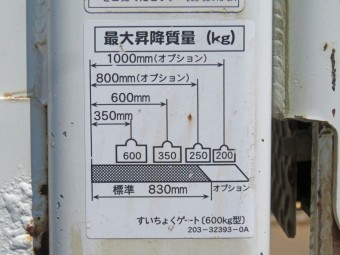 最大昇降質量 (kg)
1000mm(オプション)
800mm(オプション)
600mm
350mm
600 350 250 200
標準 830mm オプション
すいちょくゲート(600kg型)
203-32393-0A